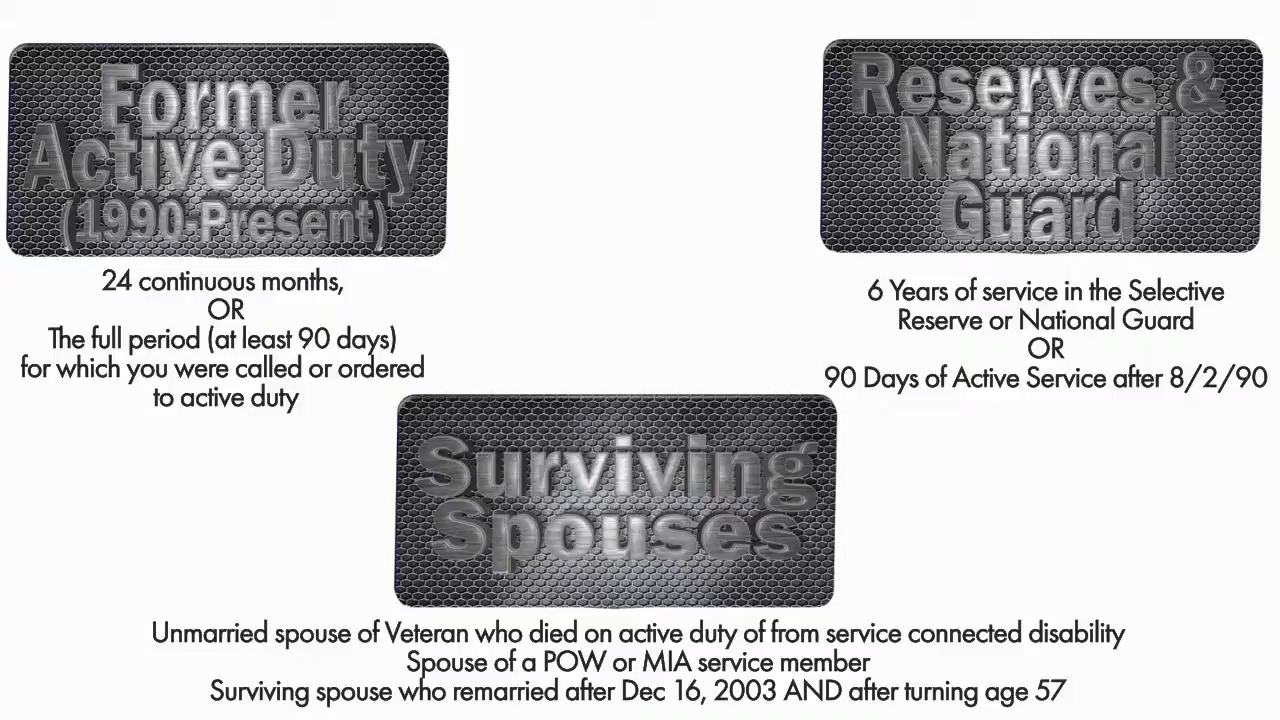 Former
Active Duty
(1990-Present)
24 continuous months,
OR
The full period (at least 90 days)
for which you were called or ordered
to active duty
Reserves &
National
Guard
6 Years of service in the Selective
Reserve or National Guard
OR
90 Days of Active Service after 8/2/90
Surviving
Spouses
Unmarried spouse of Veteran who died on active duty of from service connected disability
Spouse of a POW or MIA service member
Surviving spouse who remarried after Dec 16, 2003 AND after turning age 57